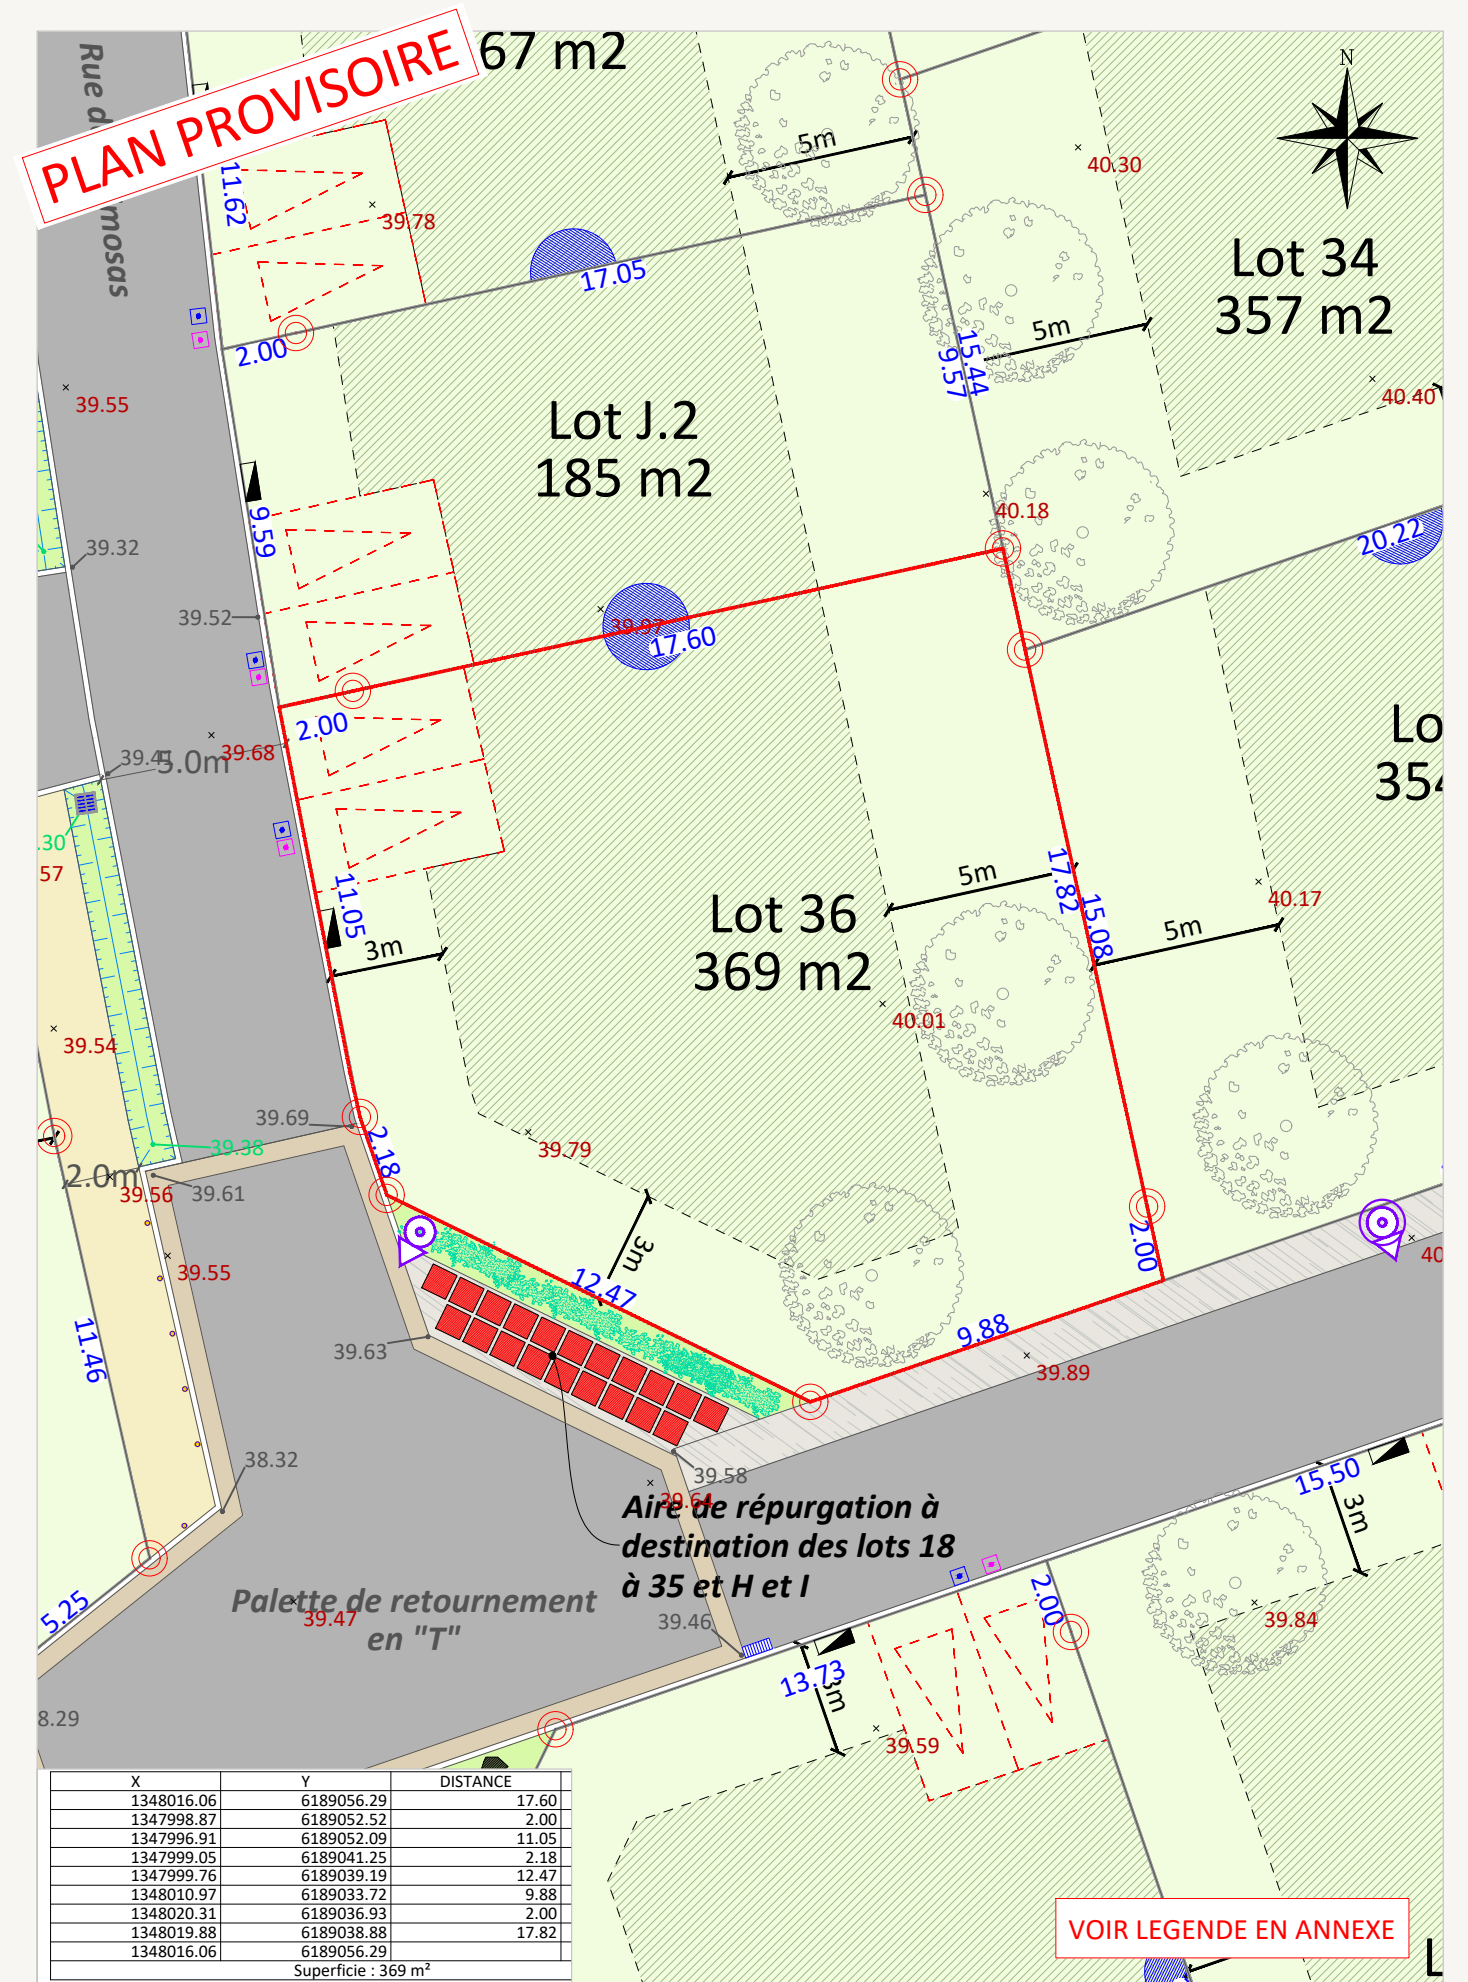 67 m2
PLAN PROVISOIRE
Rue d
mosas
N
11.62
39.78
5m
40.30
17.05
2.00
Lot 34
357 m2
5m
15.44
9.57
39.55
40.40
Lot J.2
185 m2
9.59
39.32
40.18
20.22
39.52
39.97
17.60
2.00
39.68
39.41
5.0m
Lo
354
.30
57
5m
17.82
15.08
40.17
5m
11.05
3m
Lot 36
369 m2
40.01
39.54
39.69
2.18
39.79
39.38
2.0m
39.56
39.61
3m
2.00
39.55
12.47
40
11.46
39.63
9.88
39.89
38.32
39.58
39.64
15.50
3m
Aire de répurgation à
destination des lots 18
à 35 et H et I
Palette de retournement
en "T"
39.47
5.25
39.46
2.00
39.84
13.73
3m
39.59
8.29
X Y DISTANCE
1348016.06 6189056.29 17.60
1347998.87 6189052.52 2.00
1347996.91 6189052.09 11.05
1347999.05 6189041.25 2.18
1347999.76 6189039.19 12.47
1348010.97 6189033.72 9.88
1348020.31 6189036.93 2.00
1348019.88 6189038.88 17.82
1348016.06 6189056.29
Superficie : 369 m²
VOIR LEGENDE EN ANNEXE
L